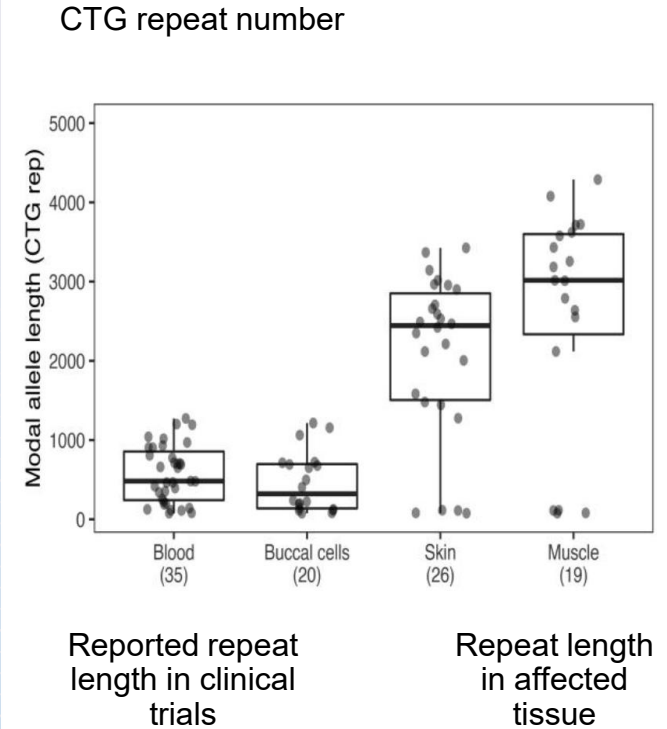 CTG repeat number
Modal allele length (CTG rep)
5000
4000
3000
2000
1000
0
Blood
(35)
Buccal cells
(20)
Skin
(26)
Muscle
(19)
Reported repeat
length in clinical
trials
Repeat length
in affected
tissue